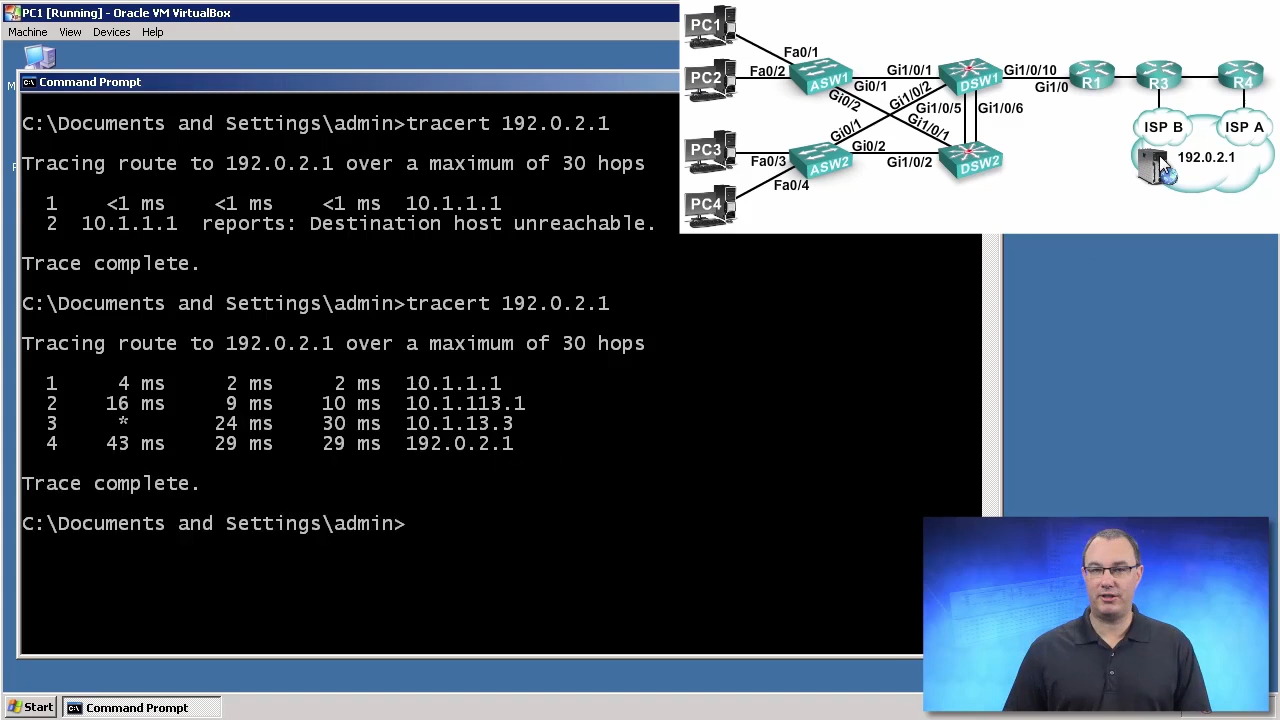 PC1 [Running] - Oracle VM VirtualBox
Machine View Devices Help
Command Prompt
C:\Documents and Settings\admin>tracert 192.0.2.1
Tracing route to 192.0.2.1 over a maximum of 30 hops
1 <1 ms <1 ms <1 ms 10.1.1.1
2 10.1.1.1 reports: Destination host unreachable.
Trace complete.
C:\Documents and Settings\admin>tracert 192.0.2.1
Tracing route to 192.0.2.1 over a maximum of 30 hops
1 4 ms 2 ms 2 ms 10.1.1.1
2 16 ms 9 ms 10 ms 10.1.113.1
3 * 24 ms 30 ms 10.1.13.3
4 43 ms 29 ms 29 ms 192.0.2.1
Trace complete.
C:\Documents and Settings\admin>
Start Command Prompt
PC1
Fa0/1
PC2
Fa0/2
ASW1
Gi0/1
Gi0/2
Gi1/0/1
Gi1/0/2
DSW1
Gi1/0/10
Gi1/0
R1
R3
R4
Gi1/0/5
Gi1/0/6
ISP B
ISP A
192.0.2.1
PC3
Fa0/3
ASW2
Gi0/1
Gi0/2
Gi1/0/1
Gi1/0/2
DSW2
PC4
Fa0/4